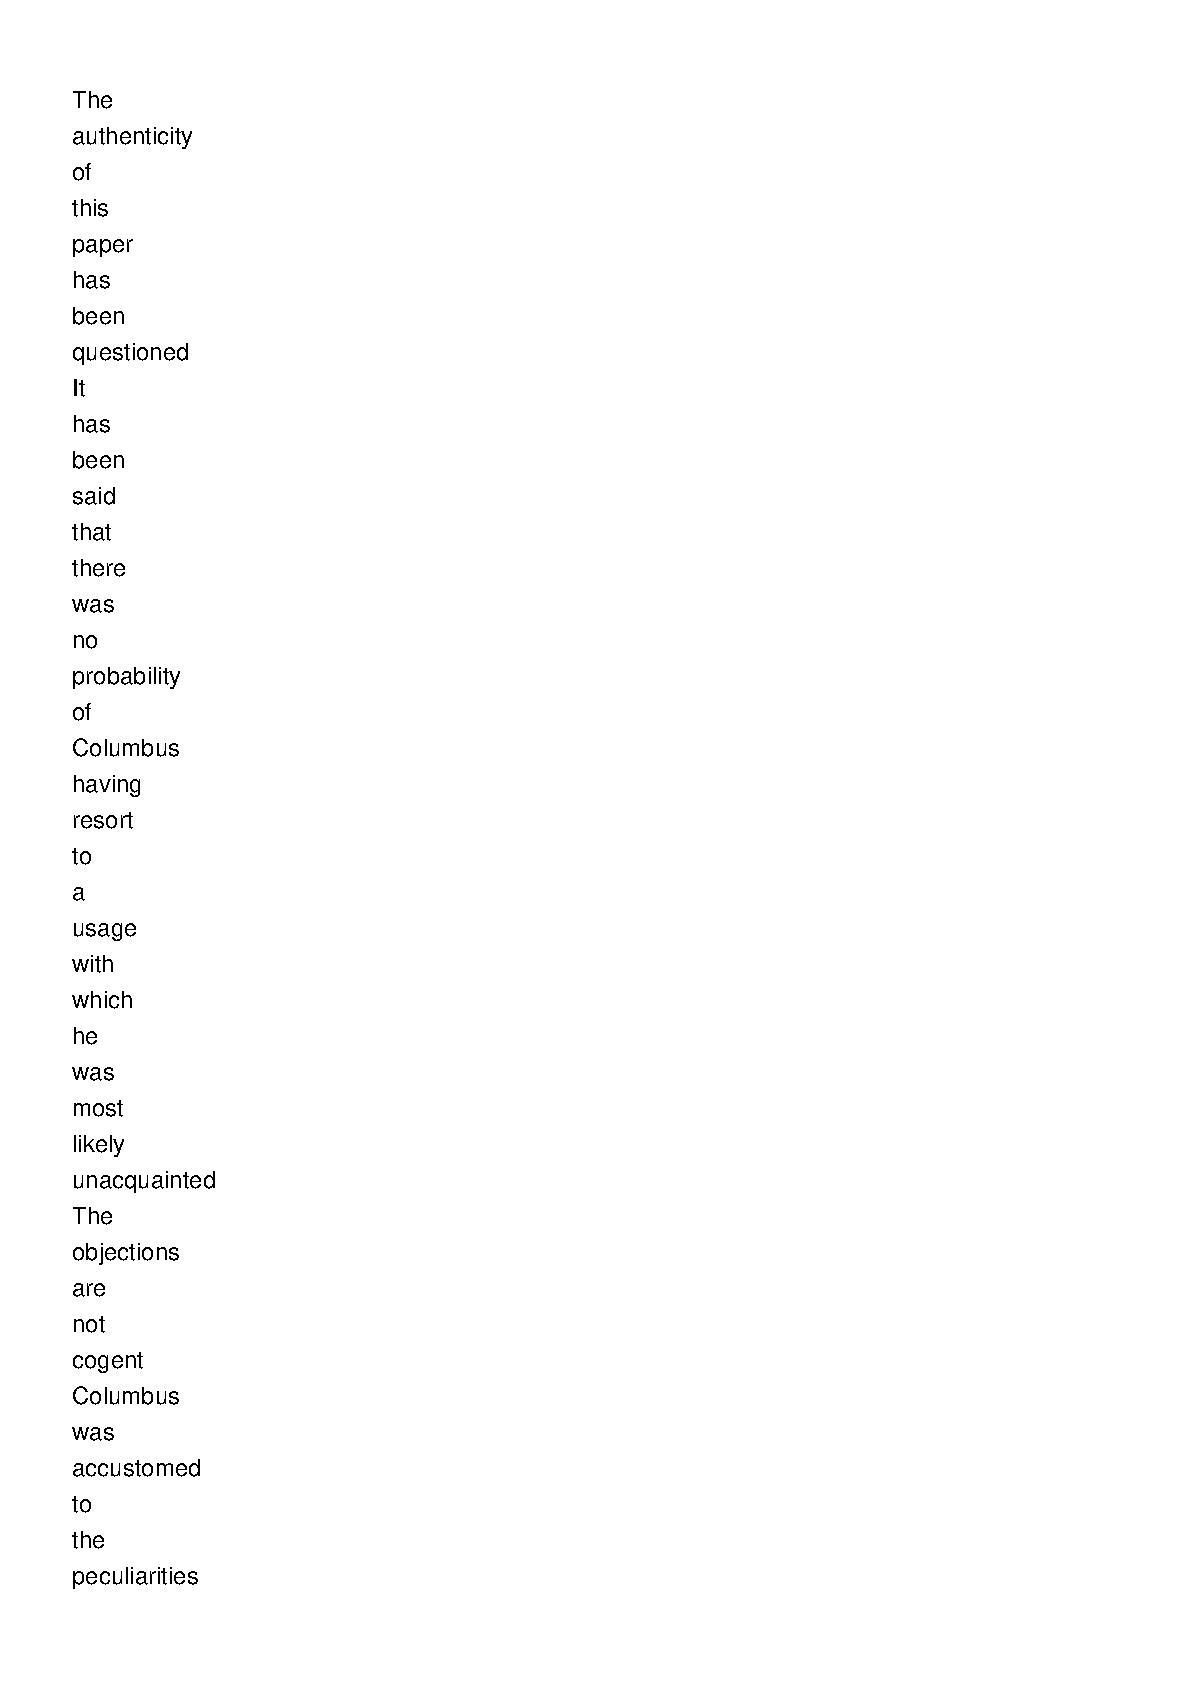 The
authenticity
of
this
paper
has
been
questioned
It
has
been
said
that
there
was
no
probability
of
Columbus
having
resort
to
a
usage
with
which
he
was
most
likely
unacquainted
The
objections
are
not
cogent
Columbus
was
accustomed
to
the
peculiarities